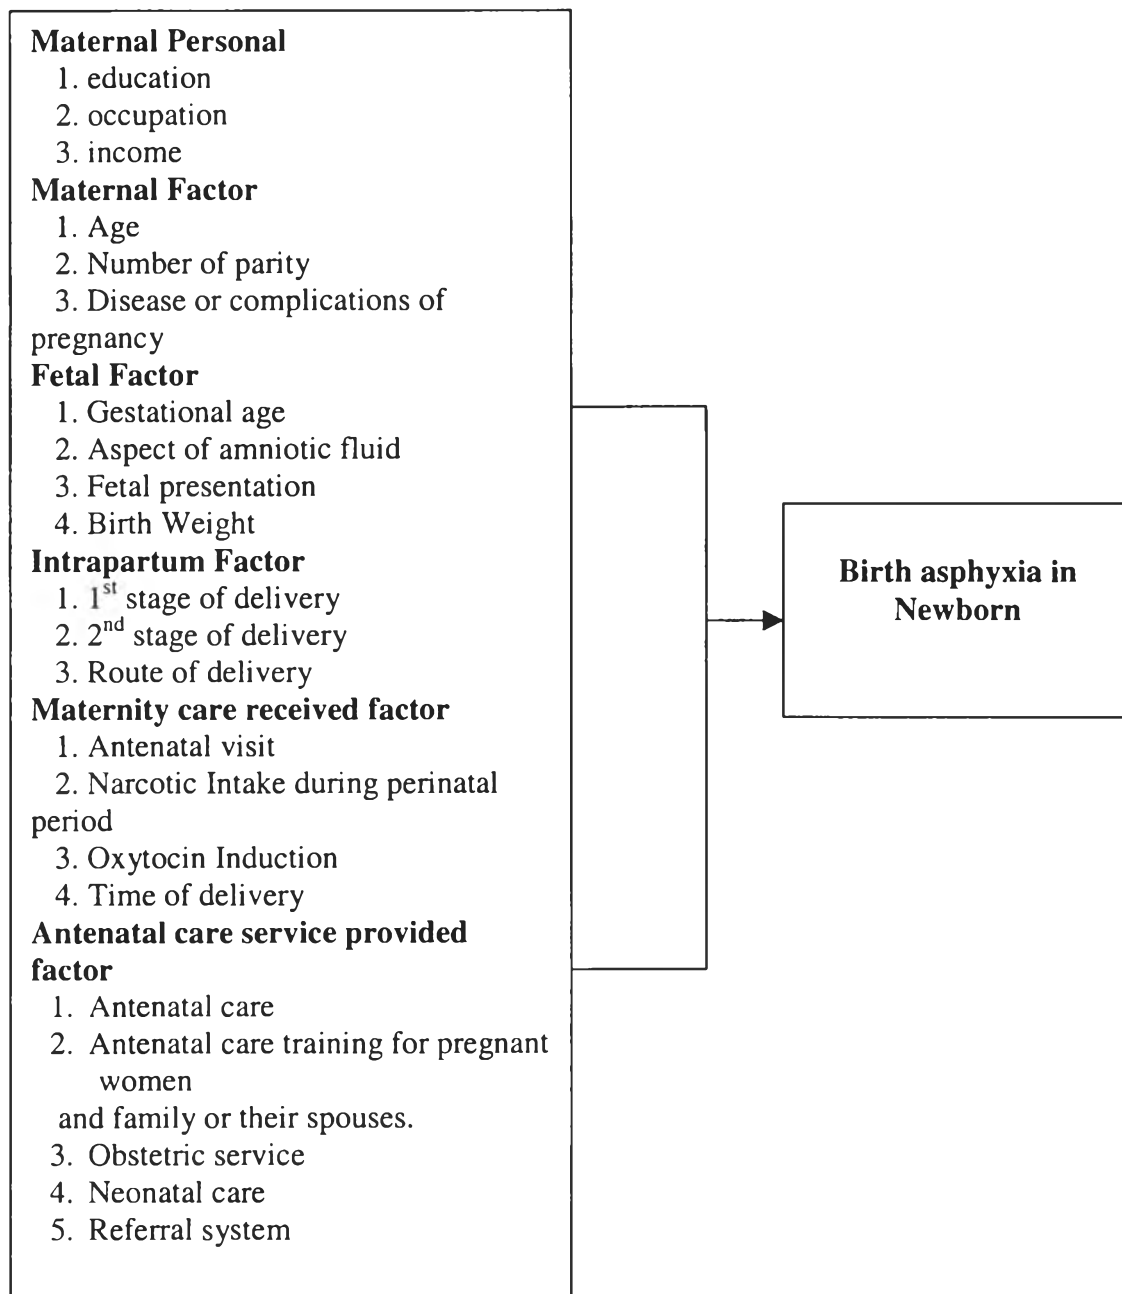 Maternal Personal
1. education
2. occupation
3. income
Maternal Factor
1. Age
2. Number of parity
3. Disease or complications of
pregnancy
Fetal Factor
1. Gestational age
2. Aspect of amniotic fluid
3. Fetal presentation
4. Birth Weight
Intrapartum Factor
1. 1st stage of delivery
2. 2nd stage of delivery
3. Route of delivery
Maternity care received factor
1. Antenatal visit
2. Narcotic Intake during perinatal
period
3. Oxytocin Induction
4. Time of delivery
Antenatal care service provided
factor
1. Antenatal care
2. Antenatal care training for pregnant
women
and family or their spouses.
3. Obstetric service
4. Neonatal care
5. Referral system
Birth asphyxia in
Newborn